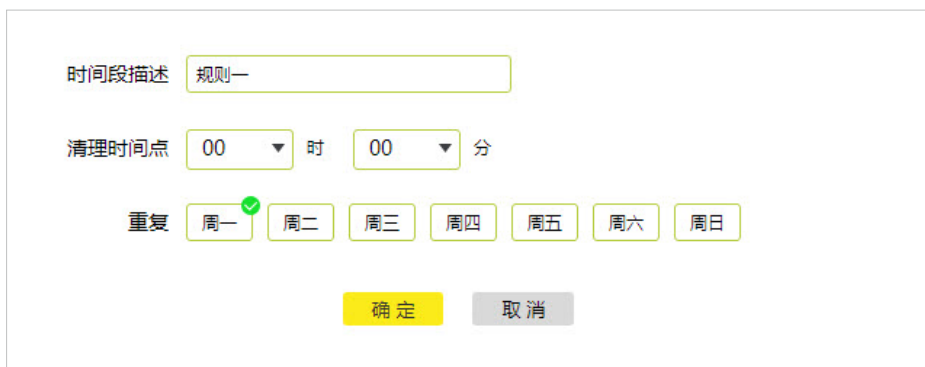 时间段描述 规则一
清理时间点 00 时 00 分
重复 周一 周二 周三 周四 周五 周六 周日
确定 取消